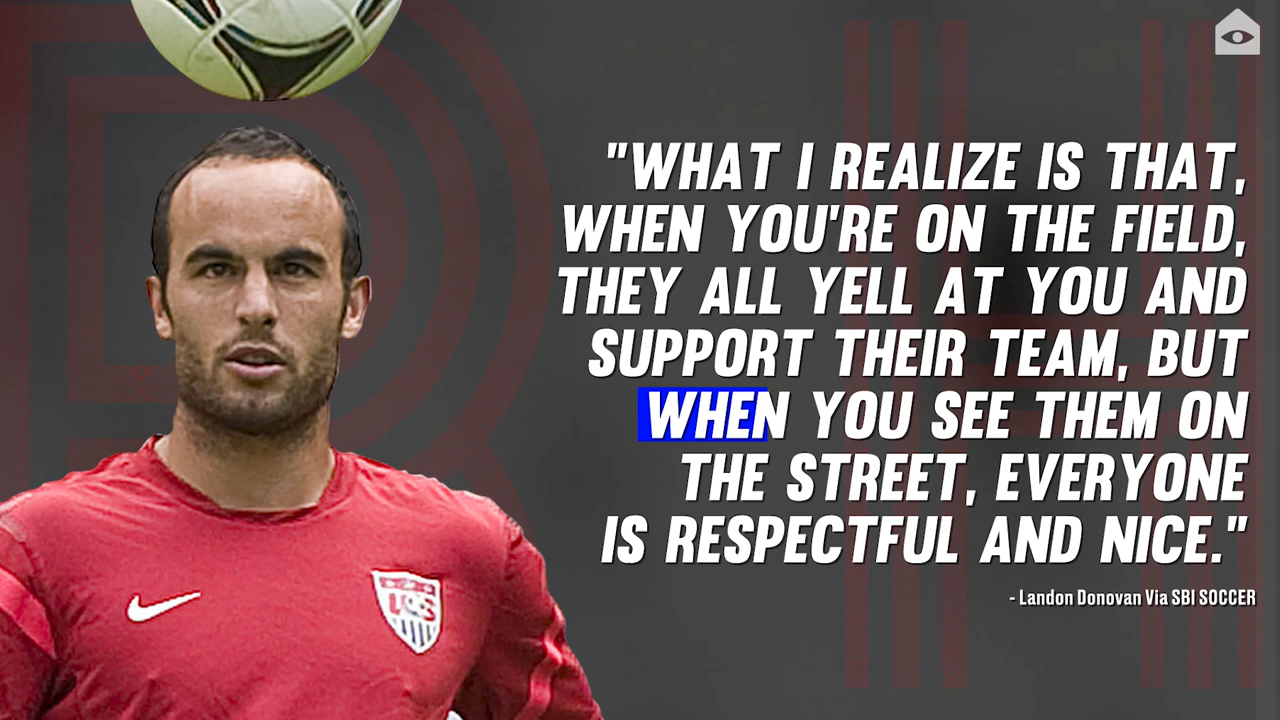 "WHAT I REALIZE IS THAT,
WHEN YOU'RE ON THE FIELD,
THEY ALL YELL AT YOU AND
SUPPORT THEIR TEAM, BUT
WHEN YOU SEE THEM ON
THE STREET, EVERYONE
IS RESPECTFUL AND NICE."
- Landon Donovan Via SBI SOCCER
US